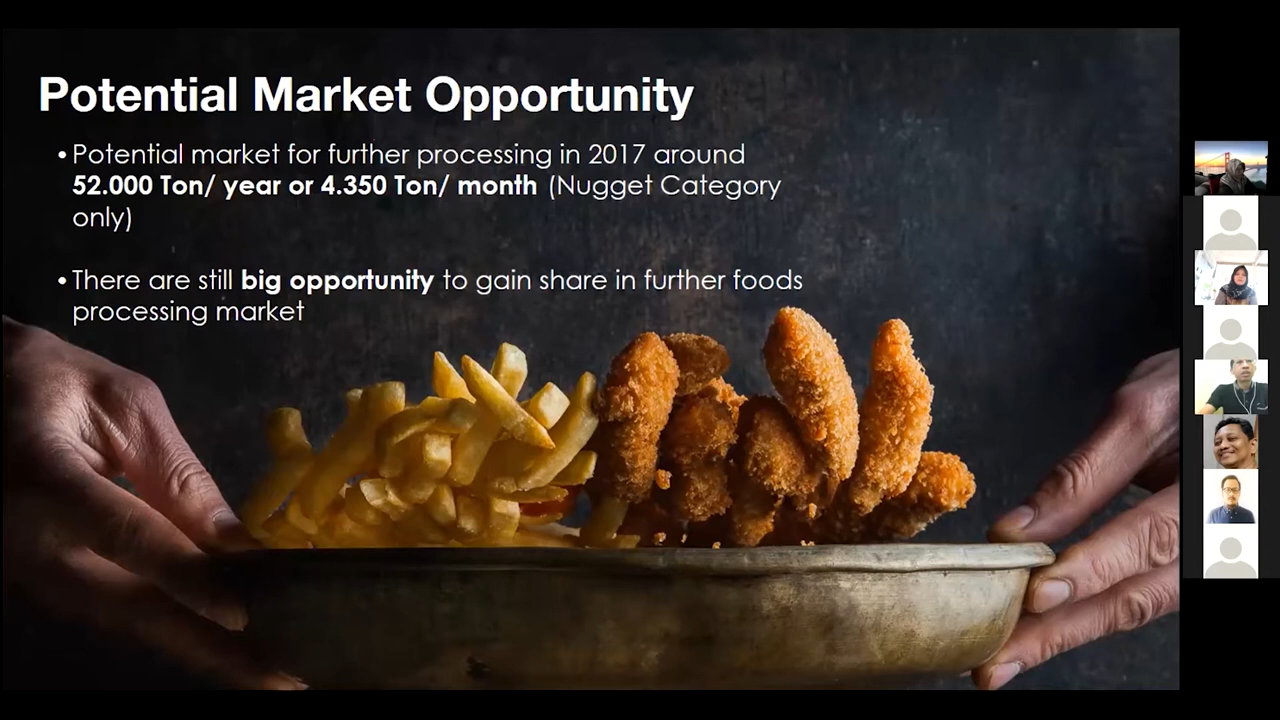 Potential Market Opportunity
• Potential market for further processing in 2017 around
52.000 Ton/ year or 4.350 Ton/ month (Nugget Category
only)
• There are still big opportunity to gain share in further foods
processing market